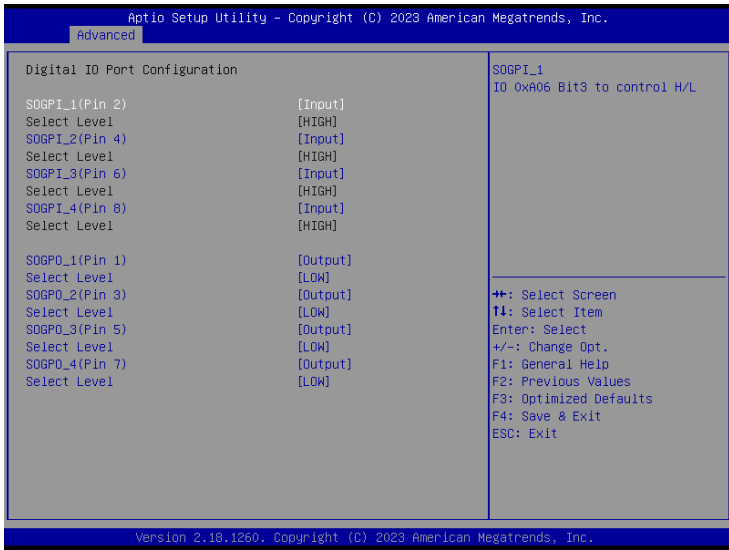 Aptio Setup Utility – Copyright (C) 2023 American Megatrends, Inc.
Advanced
Digital IO Port Configuration
SOGPI_1(Pin 2) [Input]
Select Level [HIGH]
SOGPI_2(Pin 4) [Input]
Select Level [HIGH]
SOGPI_3(Pin 6) [Input]
Select Level [HIGH]
SOGPI_4(Pin 8) [Input]
Select Level [HIGH]
SOGPO_1(Pin 1) [Output]
Select Level [LOW]
SOGPO_2(Pin 3) [Output]
Select Level [LOW]
SOGPO_3(Pin 5) [Output]
Select Level [LOW]
SOGPO_4(Pin 7) [Output]
Select Level [LOW]
SOGPI_1
IO 0xA06 Bit3 to control H/L
→←: Select Screen
↑↓: Select Item
Enter: Select
+/-: Change Opt.
F1: General Help
F2: Previous Values
F3: Optimized Defaults
F4: Save & Exit
ESC: Exit
Version 2.18.1260. Copyright (C) 2023 American Megatrends, Inc.